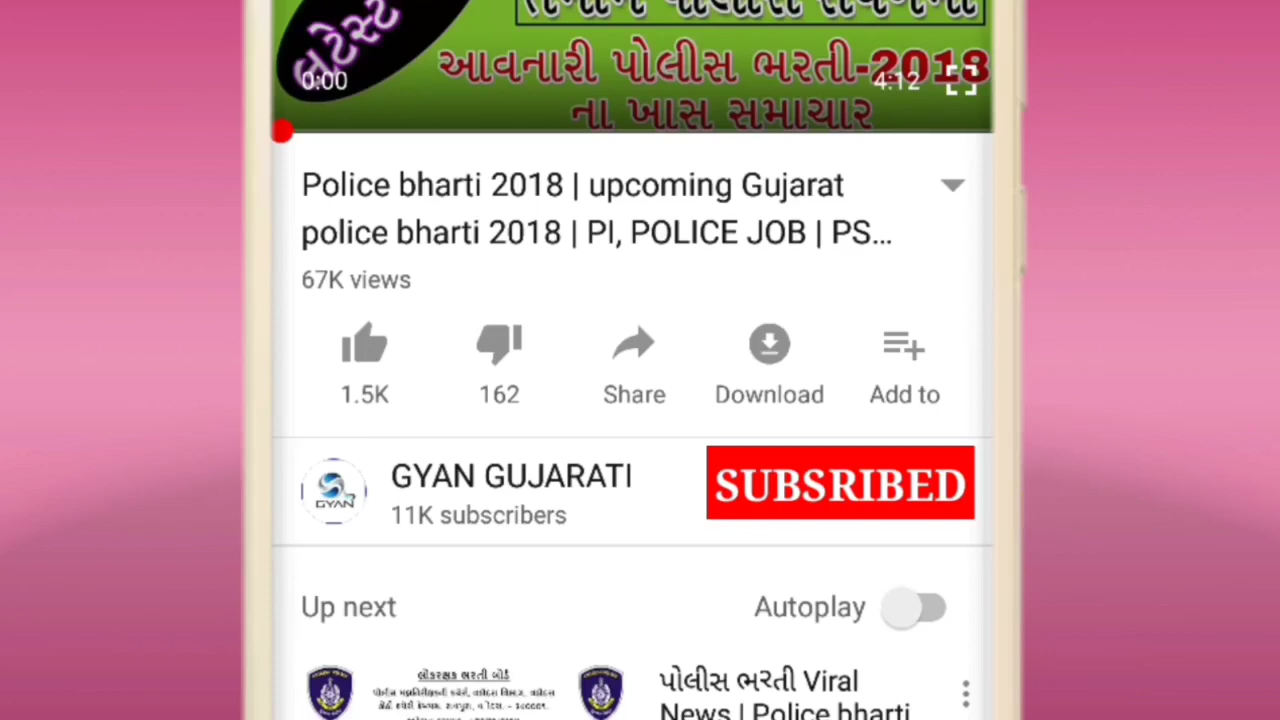 લેટેસ્ટ
આવનારી પોલીસ ભરતી-2018
0:00
4:12
ના ખાસ સમાચાર
Police bharti 2018 | upcoming Gujarat
police bharti 2018 | PI, POLICE JOB | PS...
67K views
1.5K
162
Share
Download
Add to
GYAN
GYAN GUJARATI
11K subscribers
SUBSRIBED
Up next
Autoplay
લોકરક્ષક ભરતી બોર્ડ
પોલીસ ભરતી Viral
News | Police bharti